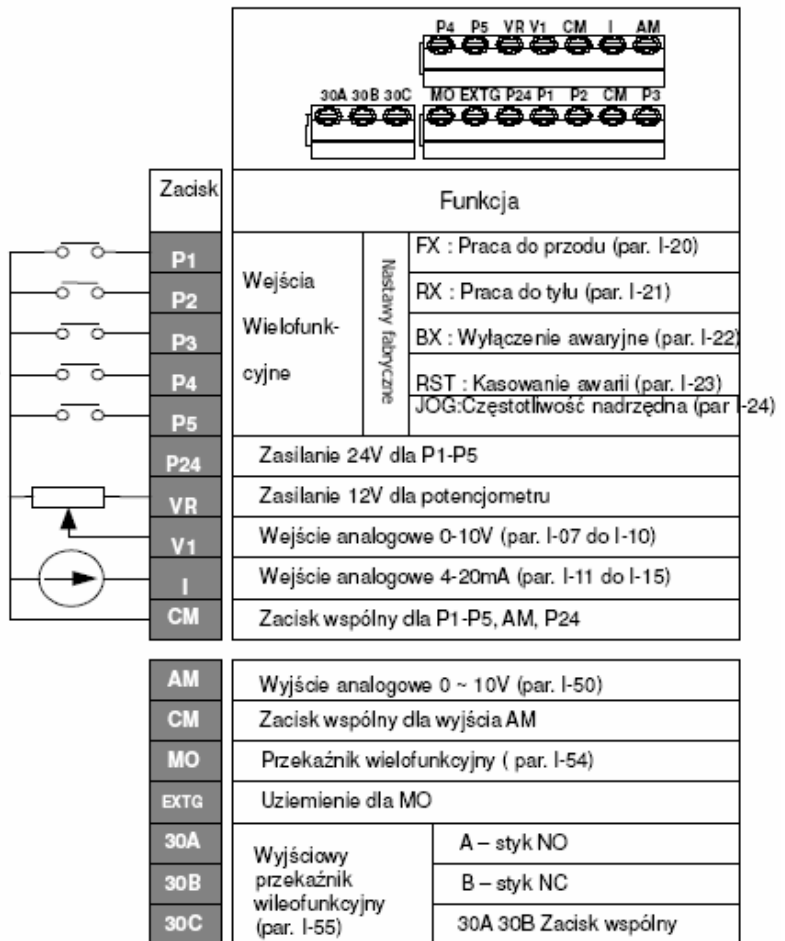 P4 P5 VR V1 CM I AM
30A 30B 30C MO EXTG P24 P1 P2 CM P3
Zacisk Funkcja
P1 Wejścia Wielofunk- cyjne Nastawy fabryczne FX : Praca do przodu (par. I-20)
P2 RX : Praca do tyłu (par. I-21)
P3 BX : Wyłączenie awaryjne (par. I-22)
P4 RST : Kasowanie awarii (par. I-23)
P5 JOG:Częstotliwość nadrzędna (par I-24)
P24 Zasilanie 24V dla P1-P5
VR Zasilanie 12V dla potencjometru
V1 Wejście analogowe 0-10V (par. I-07 do I-10)
I Wejście analogowe 4-20mA (par. I-11 do I-15)
CM Zacisk wspólny dla P1-P5, AM, P24
AM Wyjście analogowe 0 ~ 10V (par. I-50)
CM Zacisk wspólny dla wyjścia AM
MO Przekaźnik wielofunkcyjny ( par. I-54)
EXTG Uziemienie dla MO
30A Wyjściowy przekaźnik wileofunkcyjny (par. I-55) A – styk NO
30B B – styk NC
30C 30A 30B Zacisk wspólny